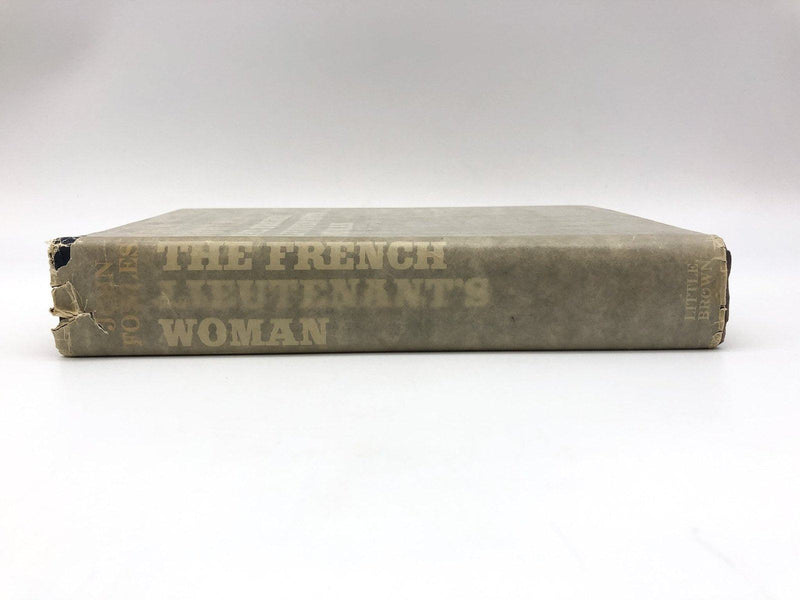 JOHN
FOWLES
THE FRENCH
LIEUTENANT'S
WOMAN
LITTLE,
BROWN